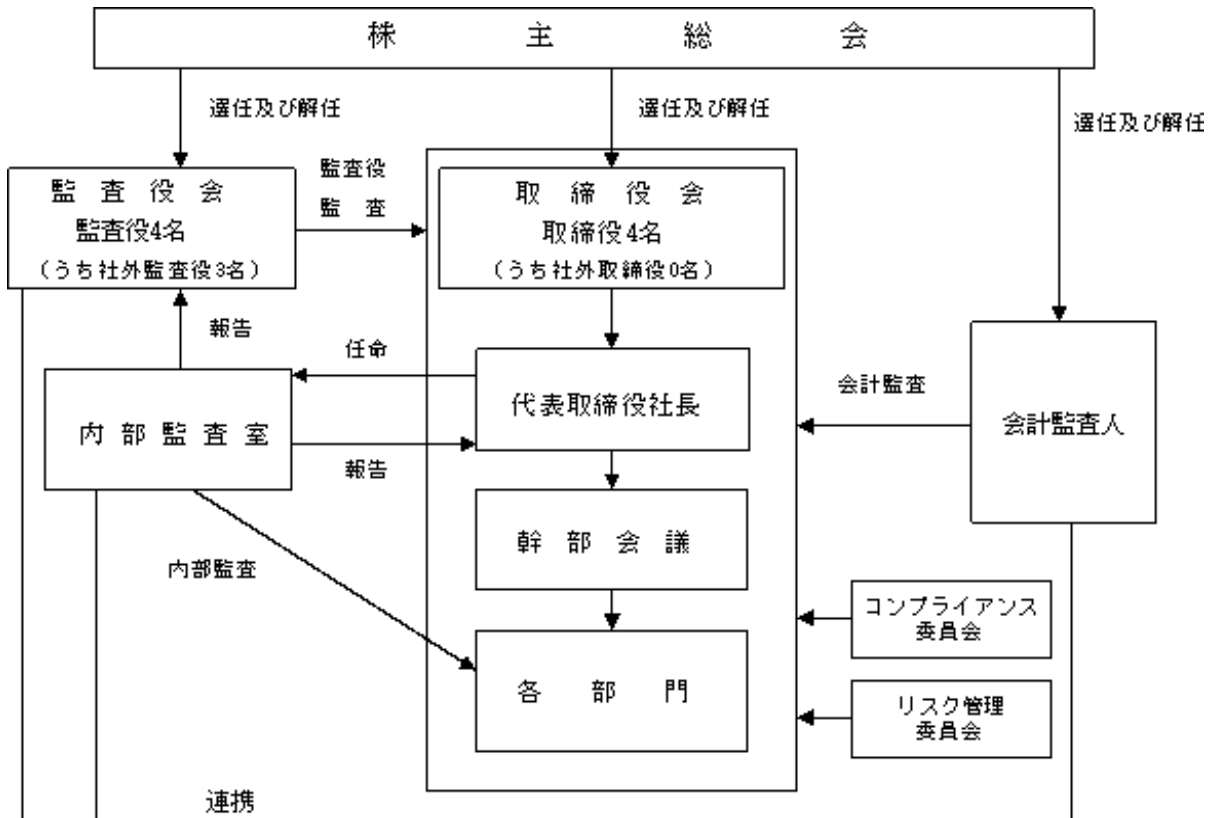 株主総会
選任及び解任
選任及び解任
選任及び解任
監査役会
監査役4名
(うち社外監査役3名)
監査役
監査
取締役会
取締役4名
(うち社外取締役0名)
報告
任命
代表取締役社長
会計監査
会計監査人
内部監査室
報告
幹部会議
内部監査
コンプライアンス
委員会
各部門
リスク管理
委員会
連携